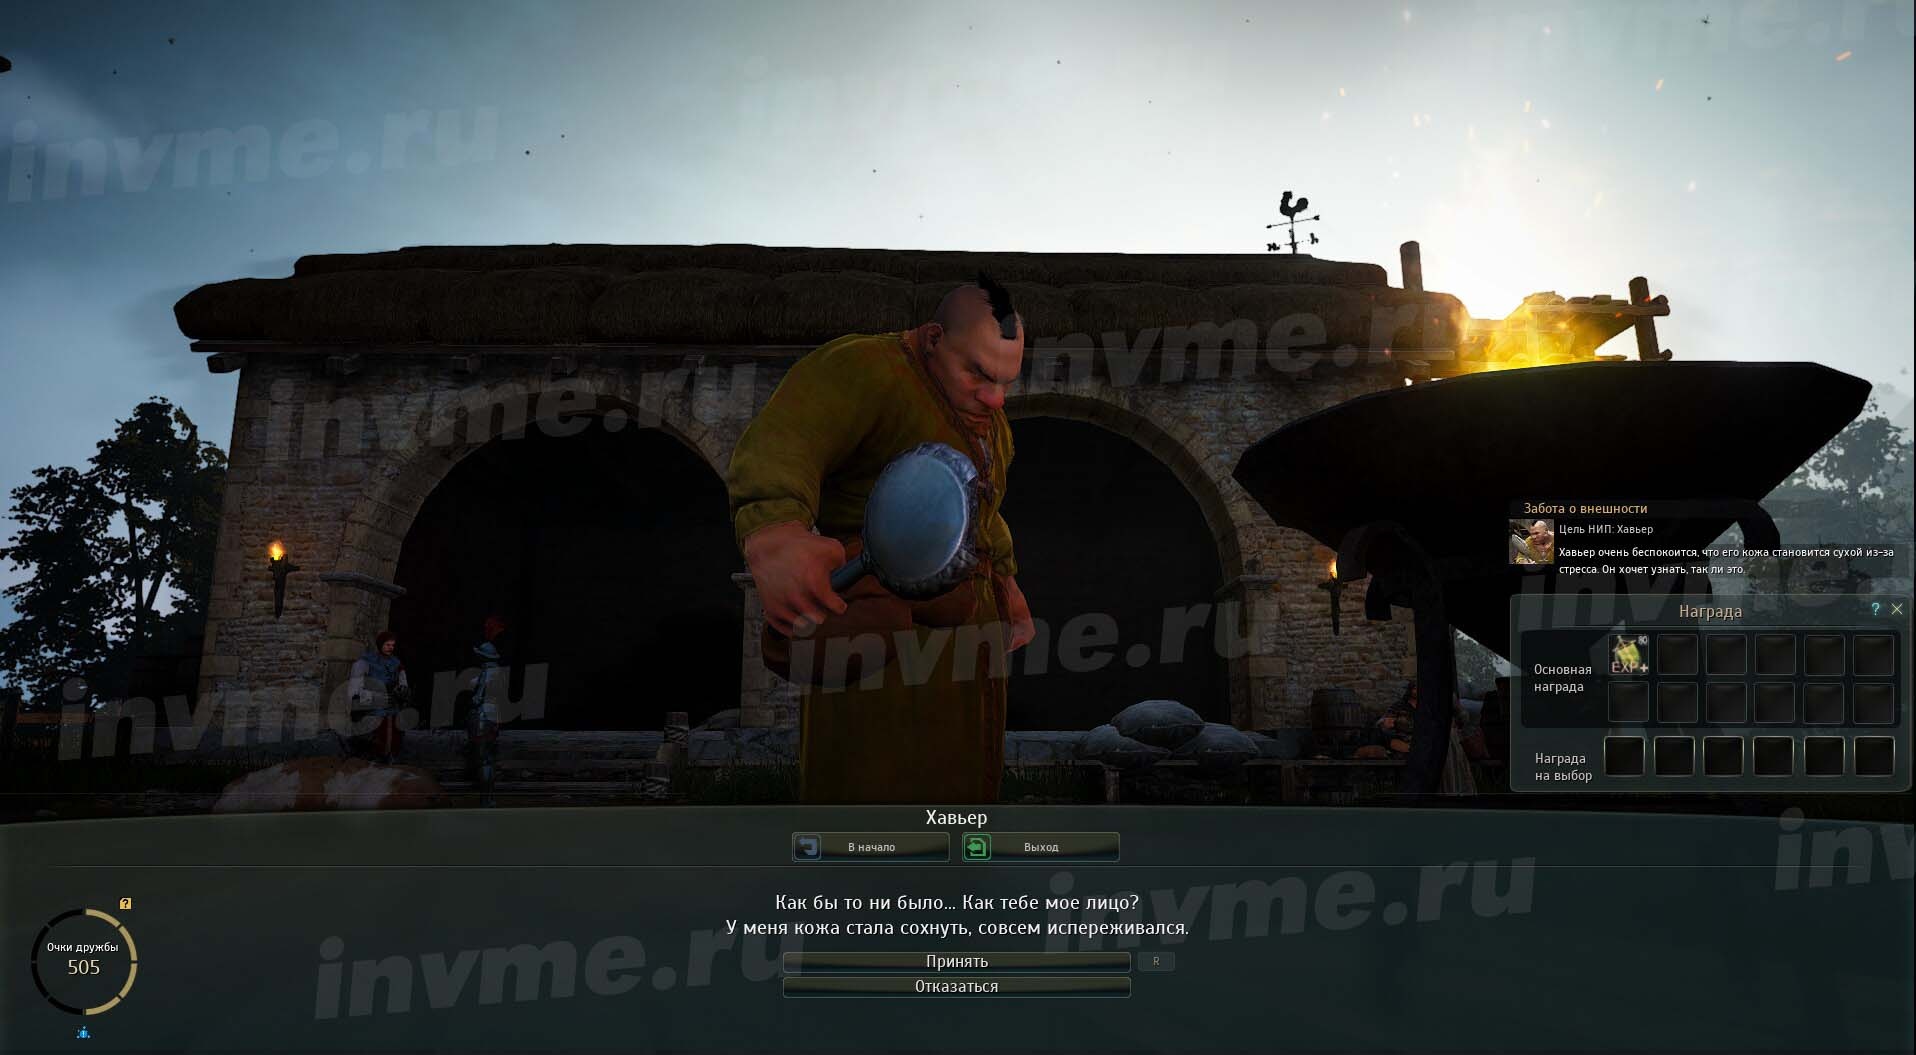 invme.ru
invme.ru
invme.ru
invme.ru
Забота о внешности
Цель НИП: Хавьер
Хавьер очень беспокоится, что его кожа становится сухой из-за
стресса. Он хочет узнать, так ли это.
Награда
?
EXP+
Основная
награда
Награда
на выбор
invme.ru
invme.ru
Хавьер
В начало
Выход
invme.ru
Как бы то ни было... Как тебе мое лицо?
У меня кожа стала сохнуть, совсем испереживался.
Принять
R
Отказаться
?
Очки дружбы
505
invme.ru